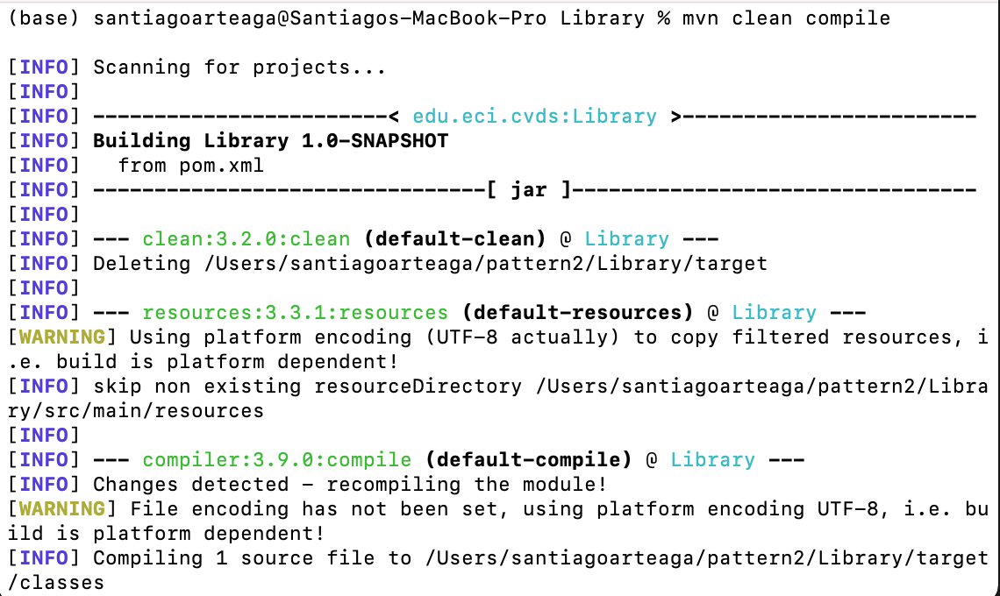 (base) santiagoarteaga@Santiagos-MacBook-Pro Library % mvn clean compile
[INFO] Scanning for projects...
[INFO]
[INFO] ------------------------< edu.eci.cvds:Library >------------------------
[INFO] Building Library 1.0-SNAPSHOT
[INFO]   from pom.xml
[INFO] --------------------------------[ jar ]---------------------------------
[INFO]
[INFO] --- clean:3.2.0:clean (default-clean) @ Library ---
[INFO] Deleting /Users/santiagoarteaga/pattern2/Library/target
[INFO]
[INFO] --- resources:3.3.1:resources (default-resources) @ Library ---
[WARNING] Using platform encoding (UTF-8 actually) to copy filtered resources, i
.e. build is platform dependent!
[INFO] skip non existing resourceDirectory /Users/santiagoarteaga/pattern2/Libra
ry/src/main/resources
[INFO]
[INFO] --- compiler:3.9.0:compile (default-compile) @ Library ---
[INFO] Changes detected - recompiling the module!
[WARNING] File encoding has not been set, using platform encoding UTF-8, i.e. bu
ild is platform dependent!
[INFO] Compiling 1 source file to /Users/santiagoarteaga/pattern2/Library/target
/classes